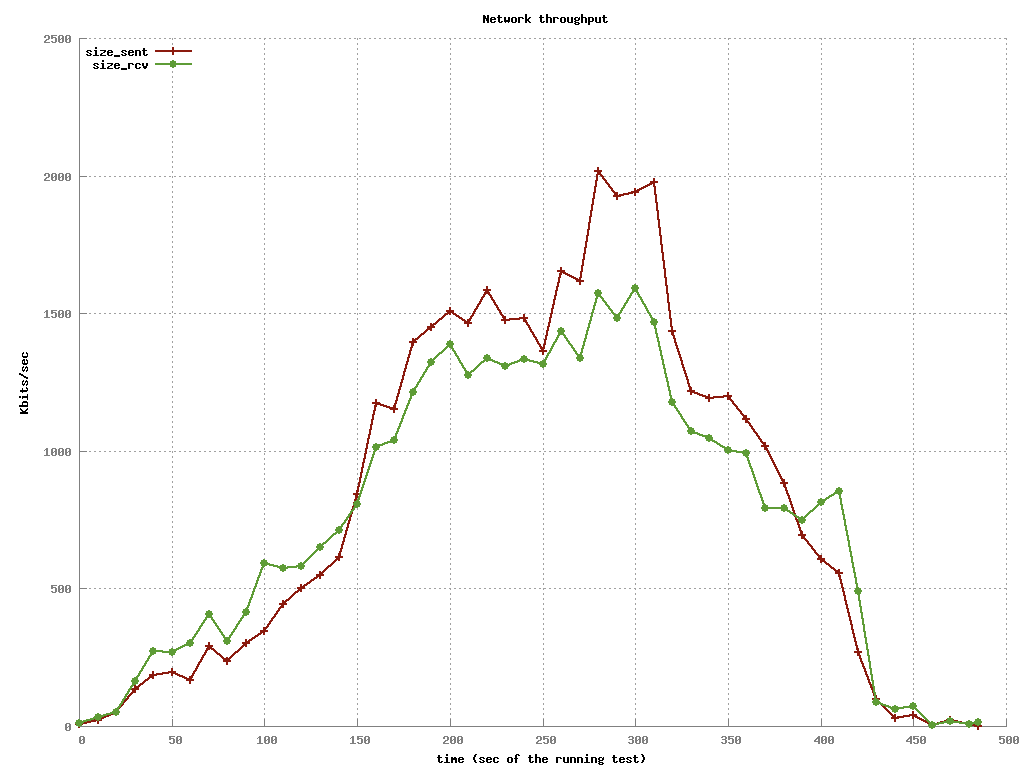 Network throughput
2500
size_sent
size_rcv
2000
1500
Kbits/sec
1000
500
0
0 50 100 150 200 250 300 350 400 450 500
time (sec of the running test)